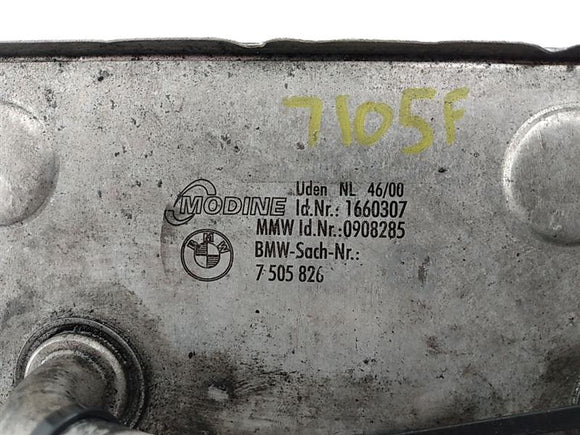 7105F
Uden NL 46/00
MODINE Id.Nr.: 1660307
MMW Id.Nr.:0908285
BMW
BMW-Sach-Nr.:
7 505 826